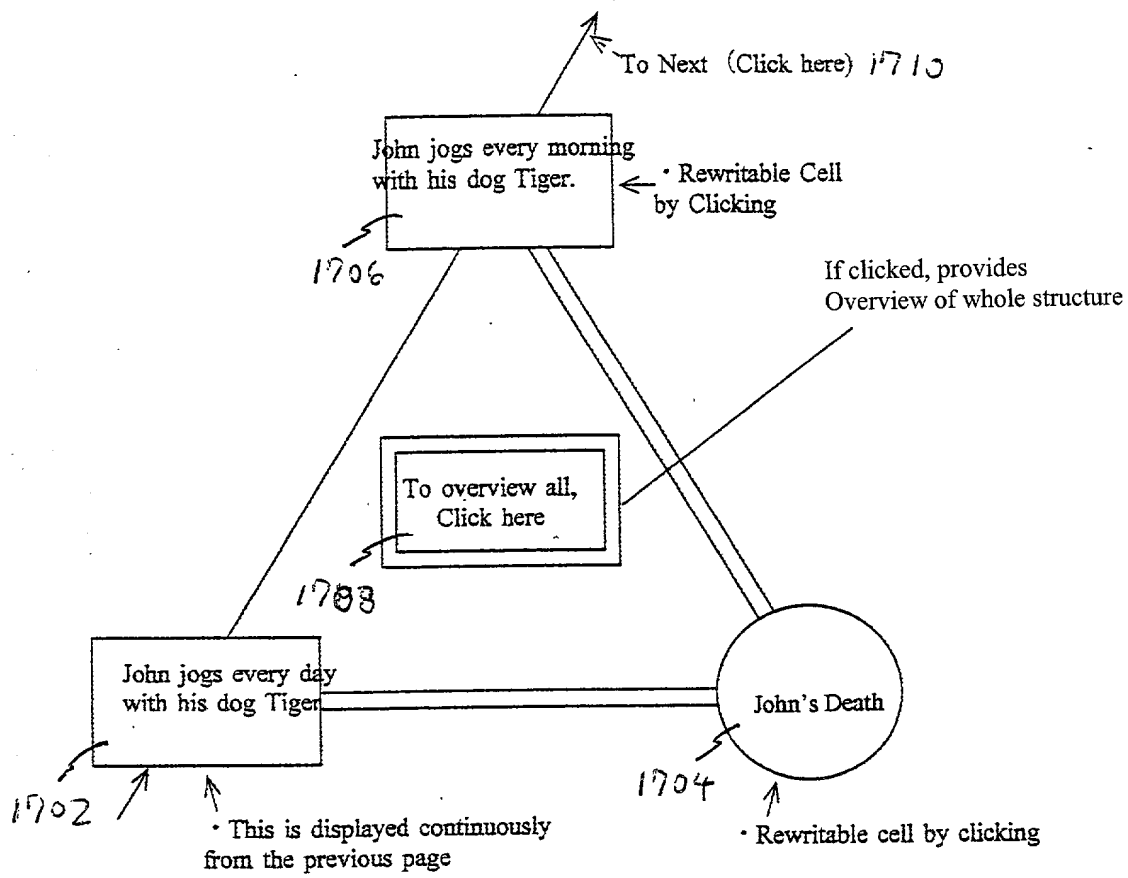 To Next (Click here) 1710
John jogs every morning
with his dog Tiger.
· Rewritable Cell
by Clicking
1706
If clicked, provides
Overview of whole structure
To overview all,
Click here
1708
John jogs every day
with his dog Tiger
John's Death
1702
1704
· This is displayed continuously
from the previous page
· Rewritable cell by clicking